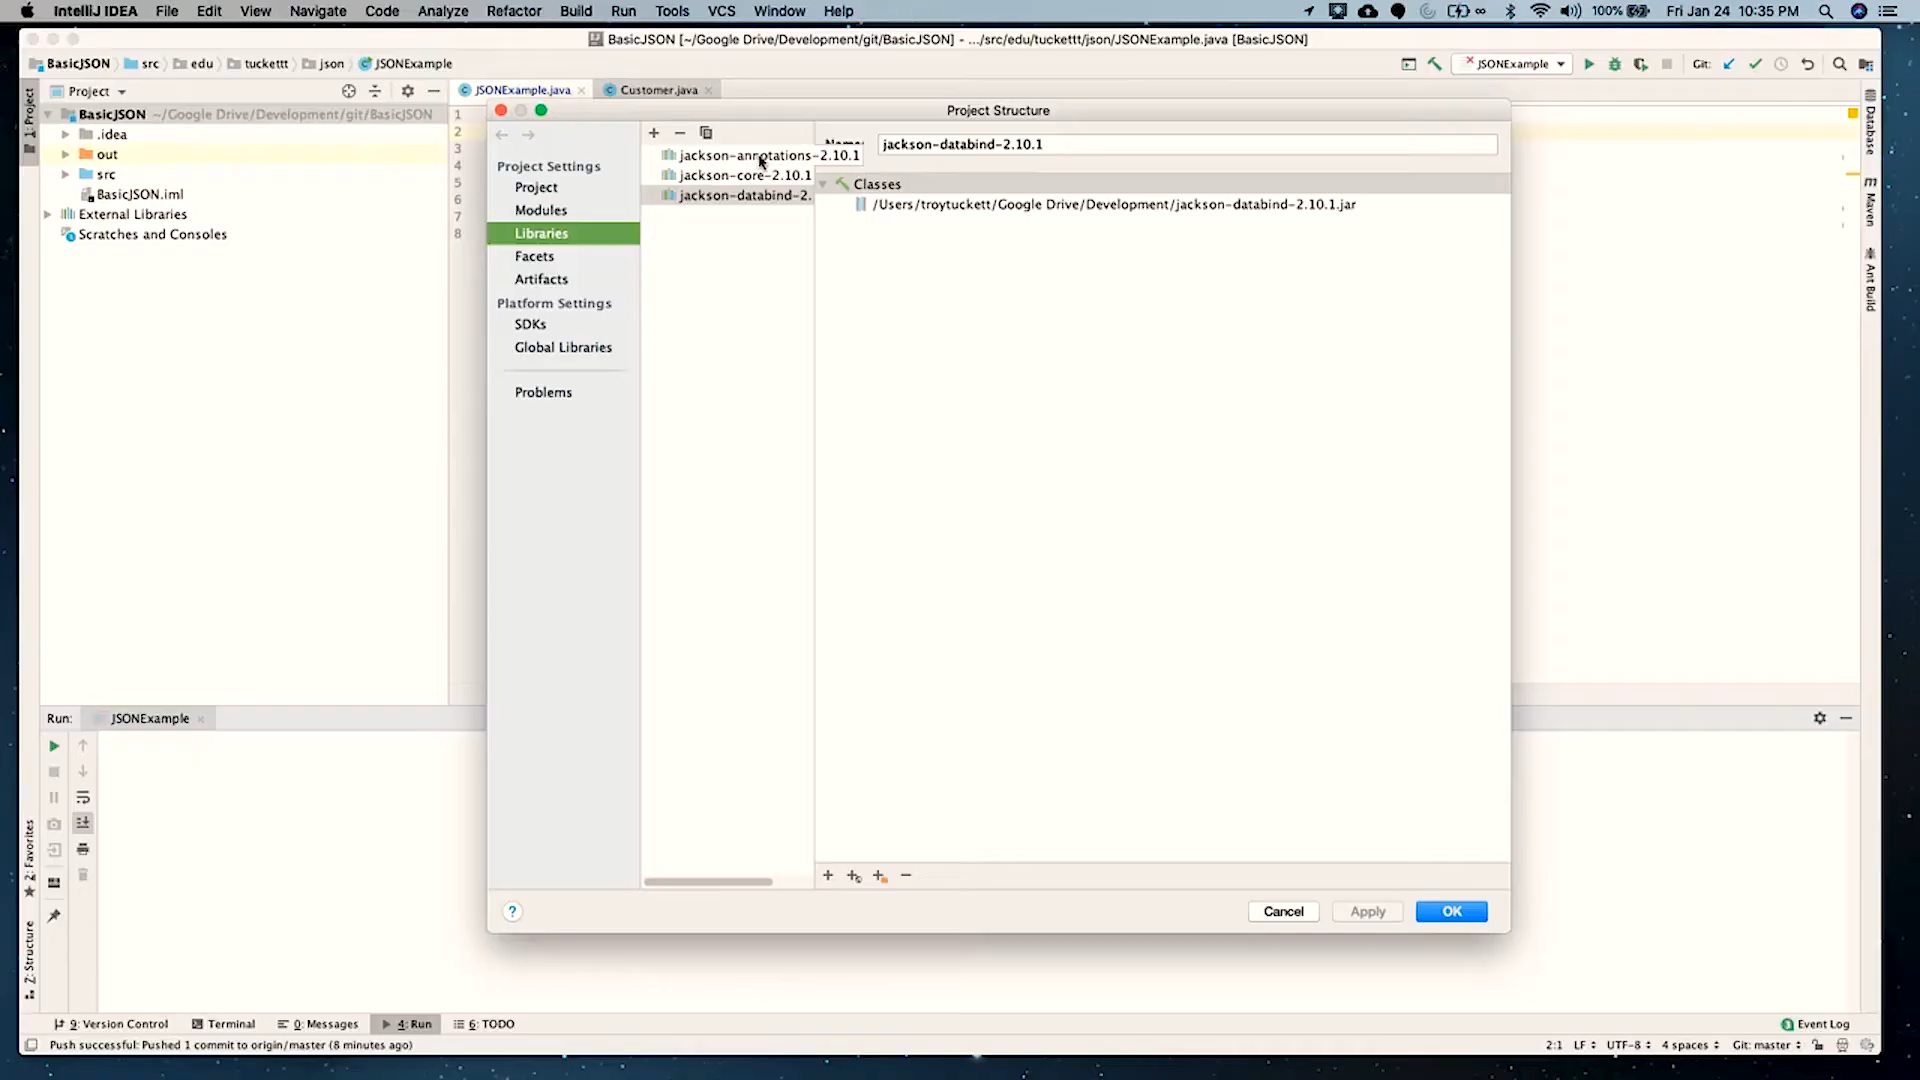 IntelliJ IDEA File Edit View Navigate Code Analyze Refactor Build Run Tools VCS Window Help 100% Fri Jan 24 10:35 PM
BasicJSON [~/Google Drive/Development/git/BasicJSON] - .../src/edu/tuckettt/json/JSONExample.java [BasicJSON]
BasicJSON src edu tuckettt json JSONExample JSONExample Git:
Project JSONExample.java Customer.java
1: Project
BasicJSON ~/Google Drive/Development/git/BasicJSON
.idea
out
src
BasicJSON.iml
External Libraries
Scratches and Consoles
1
2
3
4
5
6
7
8
Project Structure
Project Settings
Project
Modules
Libraries
Facets
Artifacts
Platform Settings
SDKs
Global Libraries
Problems
jackson-annotations-2.10.1
jackson-core-2.10.1
jackson-databind-2.
Name: jackson-databind-2.10.1
Classes
/Users/troytuckett/Google Drive/Development/jackson-databind-2.10.1.jar
? Cancel Apply OK
Database
Maven
Ant Build
Run: JSONExample
2: Favorites
7: Structure
9: Version Control Terminal 0: Messages 4: Run 6: TODO Event Log
Push successful: Pushed 1 commit to origin/master (8 minutes ago) 2:1 LF UTF-8 4 spaces Git: master